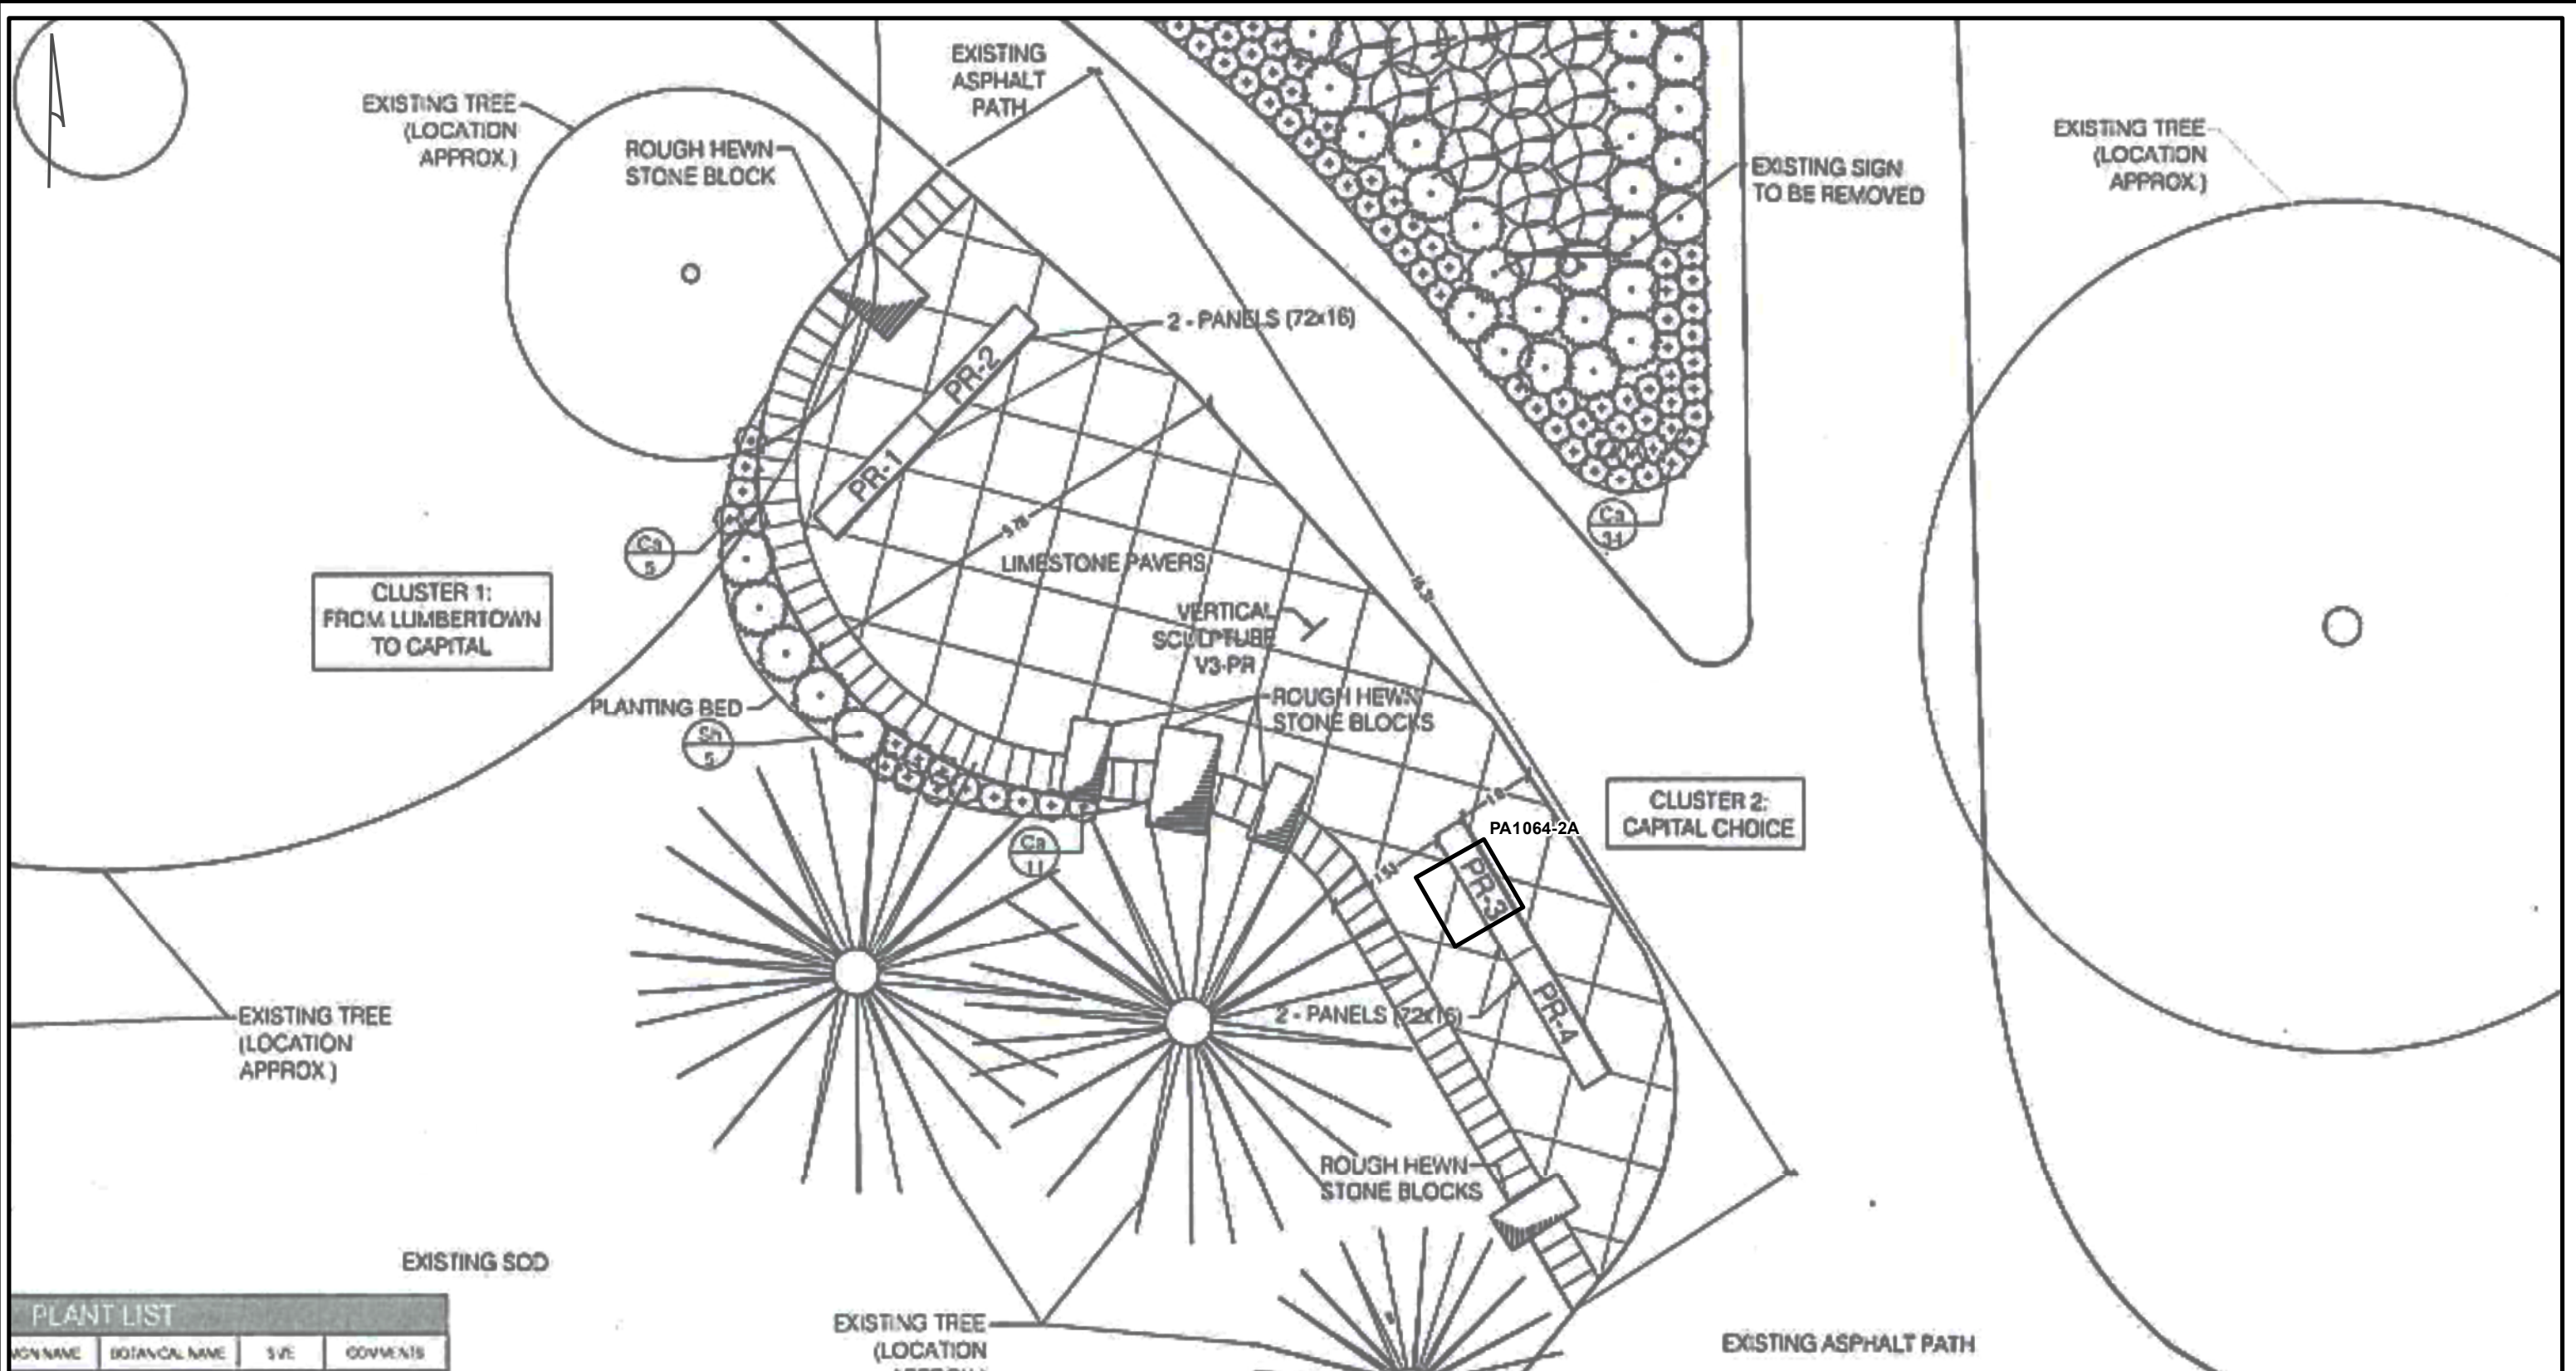 EXISTING
ASPHALT
PATH
EXISTING TREE
(LOCATION
APPROX.)
ROUGH HEWN
STONE BLOCK
EXISTING SIGN
TO BE REMOVED
EXISTING TREE
(LOCATION
APPROX.)
2 - PANELS (72x16)
PR-2
PR-1
LIMESTONE PAVERS
Ca
5
Ca
31
CLUSTER 1:
FROM LUMBERTOWN
TO CAPITAL
VERTICAL
SCULPTURE
V3-PR
PLANTING BED
Sh
5
ROUGH HEWN
STONE BLOCKS
Ca
11
CLUSTER 2:
CAPITAL CHOICE
PA1064-2A
PR-3
2 - PANELS (72x16)
PR-4
EXISTING TREE
(LOCATION
APPROX.)
ROUGH HEWN
STONE BLOCKS
EXISTING SOD
PLANT LIST
BOTANICAL NAME
SIZE
COMMENTS
EXISTING TREE
(LOCATION
EXISTING ASPHALT PATH